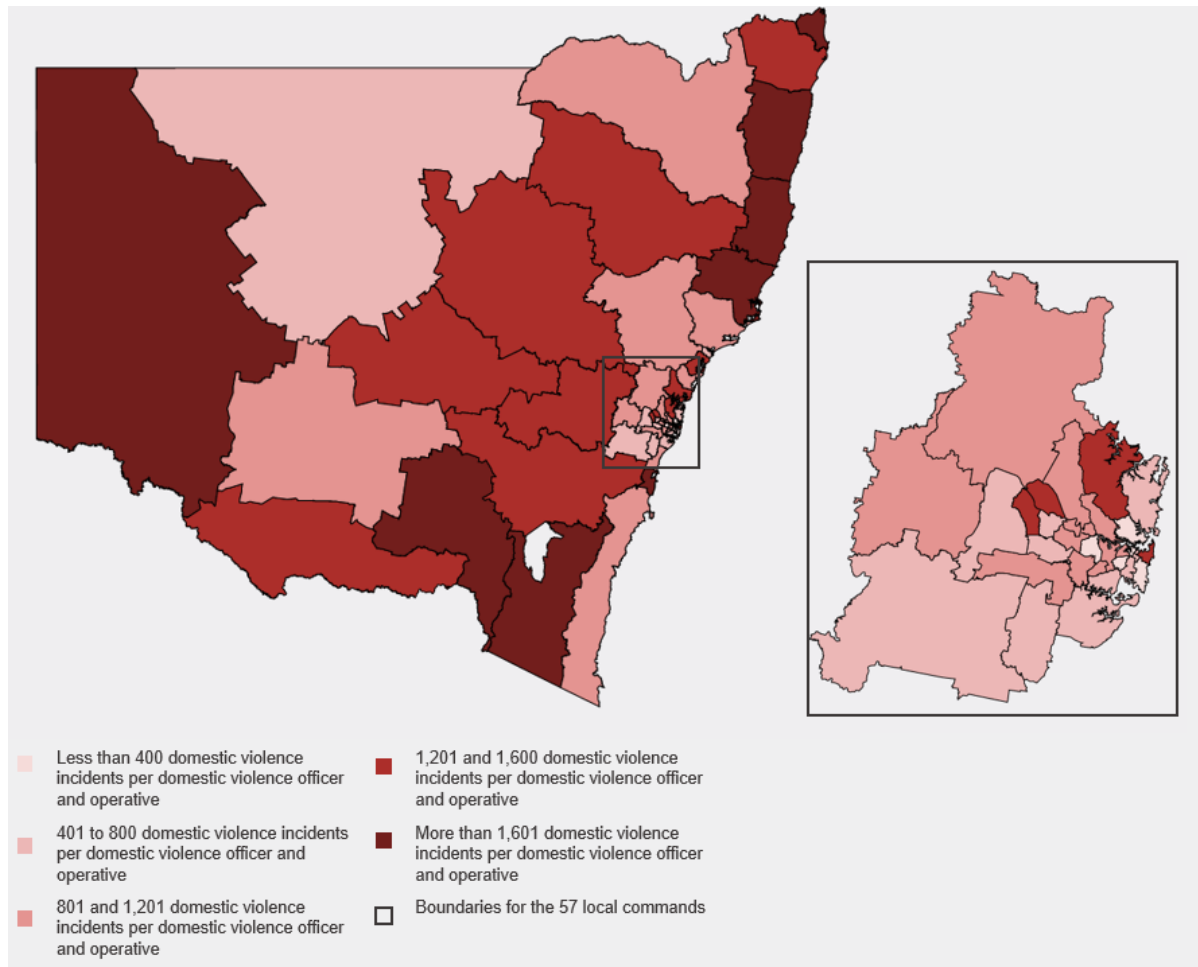 Less than 400 domestic violence
incidents per domestic violence officer
and operative
401 to 800 domestic violence incidents
per domestic violence officer and
operative
801 and 1,201 domestic violence
incidents per domestic violence officer
and operative
1,201 and 1,600 domestic violence
incidents per domestic violence officer
and operative
More than 1,601 domestic violence
incidents per domestic violence officer
and operative
Boundaries for the 57 local commands